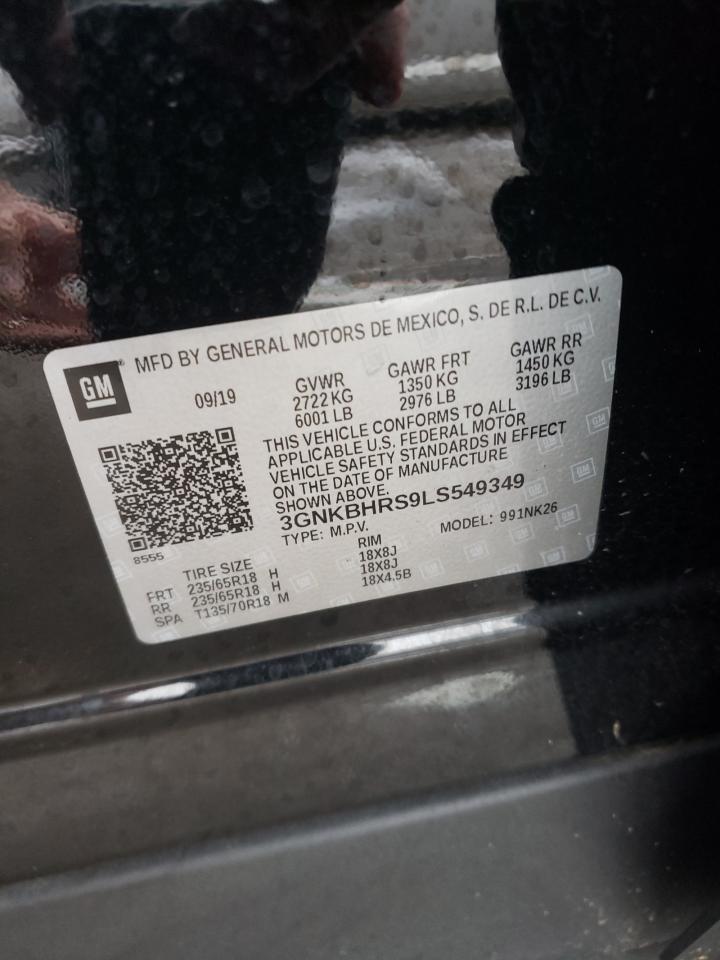 MFD BY GENERAL MOTORS DE MEXICO, S. DE R.L. DE C.V.
GM
09/19
GVWR
2722 KG
6001 LB
GAWR FRT
1350 KG
2976 LB
GAWR RR
1450 KG
3196 LB
THIS VEHICLE CONFORMS TO ALL
APPLICABLE U.S. FEDERAL MOTOR
VEHICLE SAFETY STANDARDS IN EFFECT
ON THE DATE OF MANUFACTURE
SHOWN ABOVE.
3GNKBHRS9LS549349
TYPE: M.P.V. MODEL: 991NK26
8555
TIRE SIZE RIM
FRT 235/65R18 H 18X8J
RR 235/65R18 H 18X8J
SPA T135/70R18 M 18X4.5B